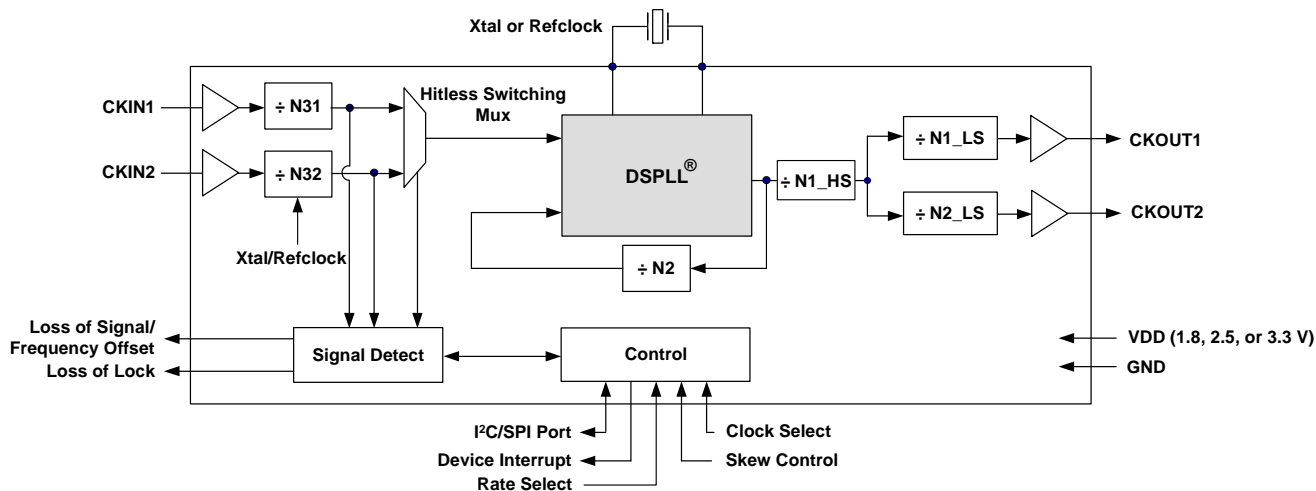 Xtal or Refclock
CKIN1
÷ N31
Hitless Switching
Mux
CKIN2
÷ N32
Xtal/Refclock
DSPLL®
÷ N1_HS
÷ N1_LS
CKOUT1
÷ N2_LS
CKOUT2
÷ N2
Loss of Signal/
Frequency Offset
Loss of Lock
Signal Detect
Control
VDD (1.8, 2.5, or 3.3 V)
GND
I²C/SPI Port
Device Interrupt
Rate Select
Clock Select
Skew Control